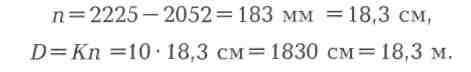 n=2225−2052=183 мм =18,3 см,
D=Kn =10·18,3 см=1830 см=18,3 м.